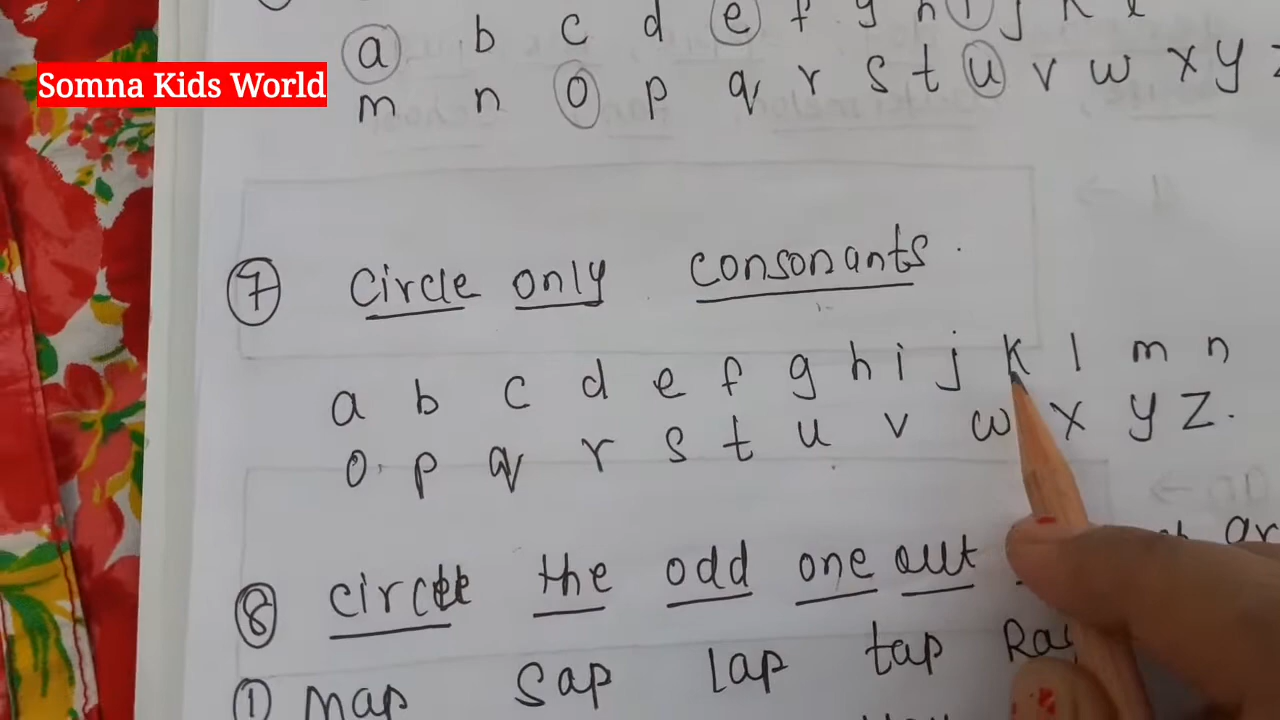 a b c d e f g h i j k l
Somna Kids World
m n o p q r s t u v w x y z
7 Circle only consonants.
a b c d e f g h i j k l m n
o p q r s t u v w x y z.
8 circle the odd one out
1 map sap lap tap